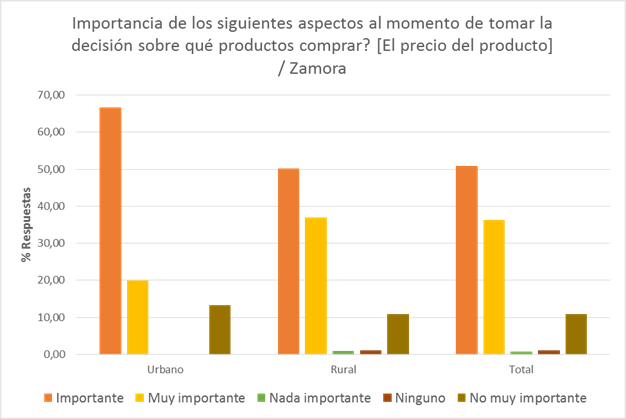 Importancia de los siguientes aspectos al momento de tomar la
decisión sobre qué productos comprar? [El precio del producto]
/ Zamora
70,00
60,00
50,00
40,00
30,00
20,00
10,00
0,00
% Respuestas
Urbano Rural Total
Importante Muy importante Nada importante Ninguno No muy importante